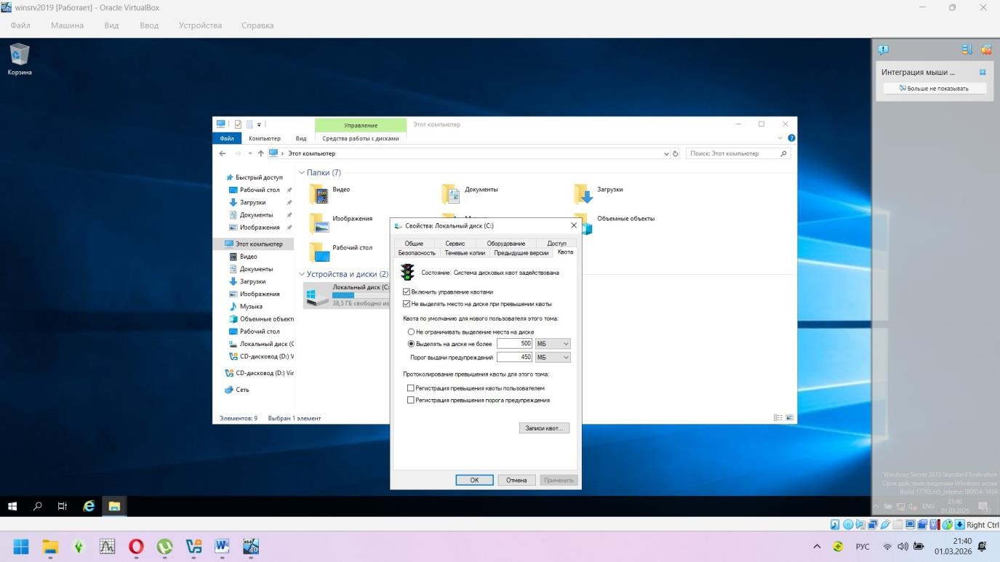 winsrv2019 [Работает] - Oracle VirtualBox
Файл Машина Вид Ввод Устройства Справка
Корзина
Интеграция мыши ...
Больше не показывать
Управление Этот компьютер
Файл Компьютер Вид Средства работы с дисками
Этот компьютер Поиск: Этот компьютер
Быстрый доступ
Рабочий стол
Загрузки
Документы
Изображения
Этот компьютер
Видео
Документы
Загрузки
Изображения
Музыка
Объемные объекты
Рабочий стол
Локальный диск (C
CD-дисковод (D:) V
CD-дисковод (D:) Vir
Сеть
Папки (7)
Видео Документы Загрузки
Изображения Объемные объекты
Рабочий стол
Устройства и диски (2)
Локальный диск (C:
38,5 ГБ свободно из
Элементов: 9 Выбран 1 элемент
Свойства: Локальный диск (C:)
Общие Сервис Оборудование Доступ
Безопасность Теневые копии Предыдущие версии Квота
Состояние: Система дисковых квот задействована
Включить управление квотами
Не выделять место на диске при превышении квоты
Квота по умолчанию для нового пользователя этого тома:
Не ограничивать выделение места на диске
Выделять на диске не более 500 МБ
Порог выдачи предупреждений 450 МБ
Протоколирование превышения квоты для этого тома:
Регистрация превышения квоты пользователем
Регистрация превышения порога предупреждения
Записи квот...
OK Отмена Применить
Windows Server 2019 Standard Evaluation
Срок действия лицензии Windows истек
Build 17763.rs5_release.180914-1434
ENG 21:40
01.03.2026
Right Ctrl
РУС 21:40
01.03.2026